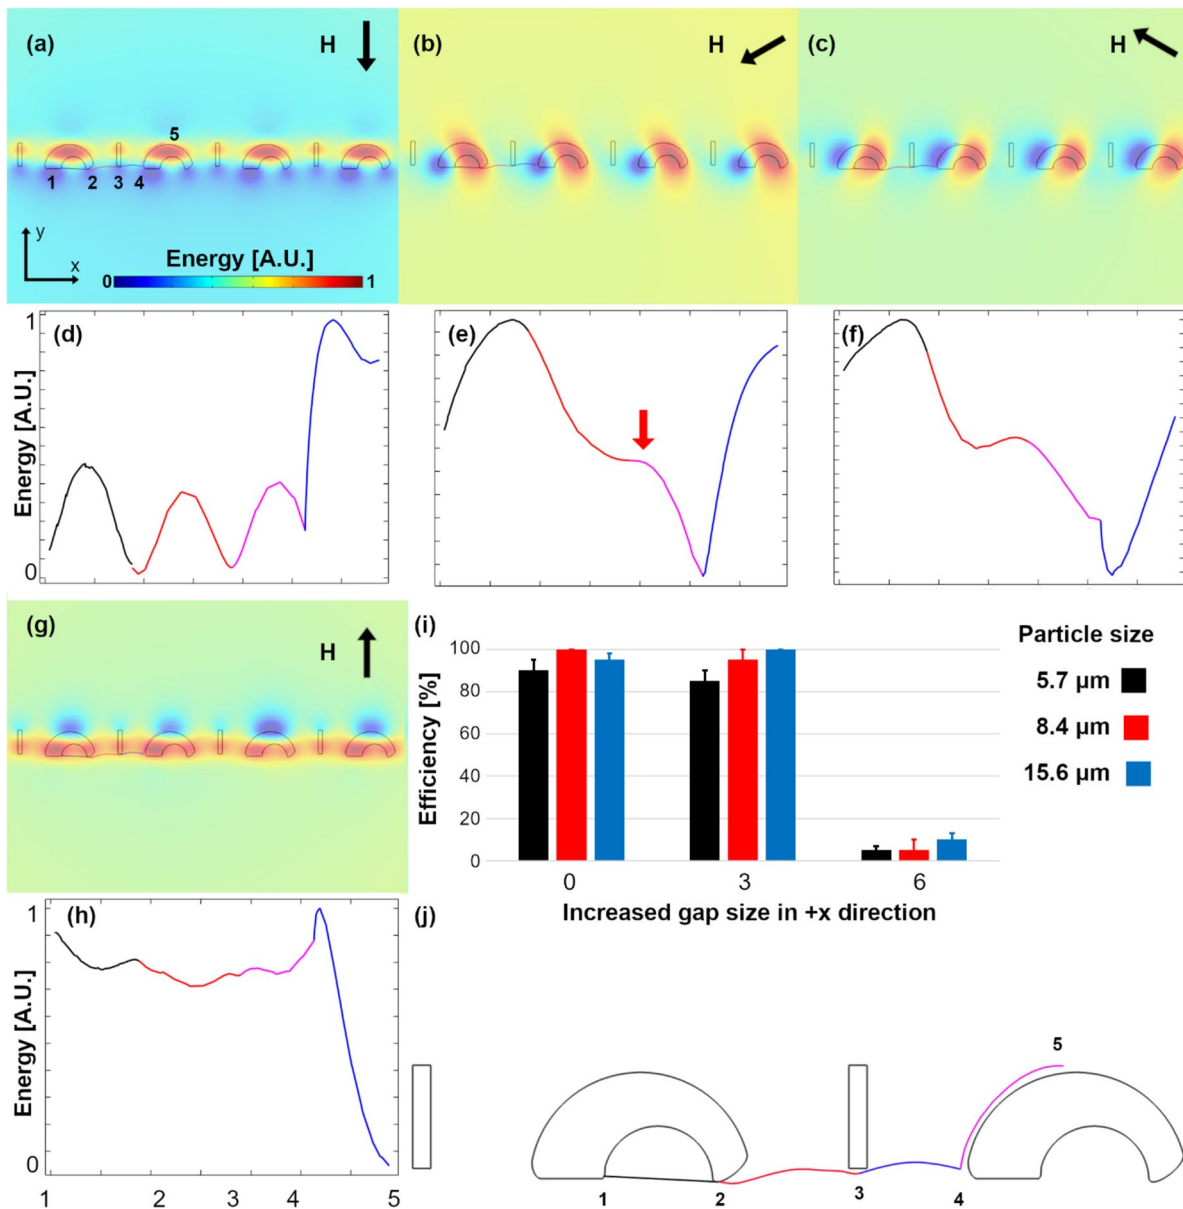 (a)
H
(b)
H
(c)
H
5
1
2
3
4
y
x
Energy [A.U.]
0
1
(d)
1
Energy [A.U.]
0
(e)
(f)
(g)
H
(i)
Efficiency [%]
100
80
60
40
20
0
0
3
6
Increased gap size in +x direction
Particle size
5.7 µm
8.4 µm
15.6 µm
(h)
1
Energy [A.U.]
0
1
2
3
4
5
(j)
5
1
2
3
4